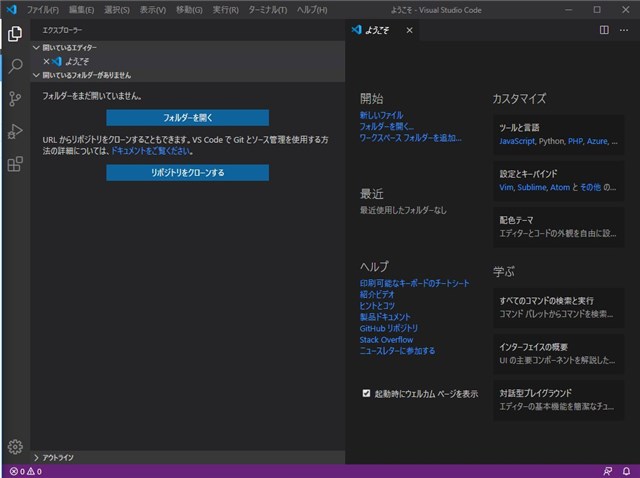 ファイル(F) 編集(E) 選択(S) 表示(V) 移動(G) 実行(R) ターミナル(T) ヘルプ(H) ようこそ - Visual Studio Code
エクスプローラー
開いているエディター
ようこそ
開いているフォルダーがありません
フォルダーをまだ開いていません。
フォルダーを開く
URL からリポジトリをクローンすることもできます。VS Code で Git とソース管理を使用する方
法の詳細については、ドキュメントをご覧ください。
リポジトリをクローンする
アウトライン
ようこそ
開始
新しいファイル
フォルダーを開く...
ワークスペース フォルダーを追加...
最近
最近使用したフォルダーなし
ヘルプ
印刷可能なキーボードのチートシート
紹介ビデオ
ヒントとコツ
製品ドキュメント
GitHub リポジトリ
Stack Overflow
ニュースレターに参加する
起動時にウェルカム ページを表示
カスタマイズ
ツールと言語
JavaScript, Python, PHP, Azure, ...
設定とキーバインド
Vim, Sublime, Atom と その他 の...
配色テーマ
エディターとコードの外観を自由に設...
学ぶ
すべてのコマンドの検索と実行
コマンド パレットからコマンドを検索...
インターフェイスの概要
UI の主要コンポーネントを解説した...
対話型プレイグラウンド
エディターの基本機能を簡潔なチュ...
0 0